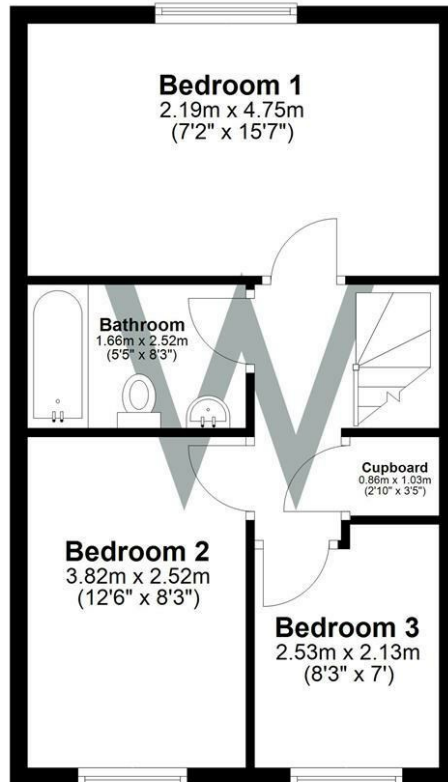 Bedroom 1
2.19m x 4.75m
(7'2" x 15'7")
Bathroom
1.66m x 2.52m
(5'5" x 8'3")
Cupboard
0.86m x 1.03m
(2'10" x 3'5")
Bedroom 2
3.82m x 2.52m
(12'6" x 8'3")
Bedroom 3
2.53m x 2.13m
(8'3" x 7')
W